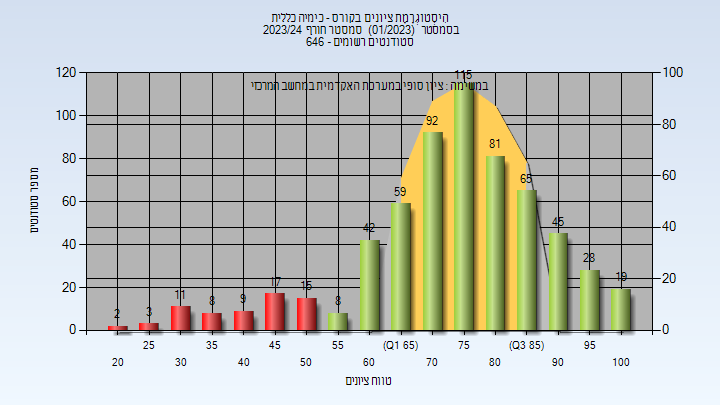 הִיסְטוֹגְרָמַת ציונים בקורס - כימיה כללית
בסמסטר (01/2023) סמסטר חורף 2023/24
סטודנטים רשומים - 646
במשימה : ציון סופי במערכת האקדמית במחשב המרכזי
מספר סטודנטים
120 100 80 60 40 20 0
100 80 60 40 20 0
2 3 11 8 9 17 15 8 42 59 92 115 81 65 45 28 19
25 35 45 55 (Q1 65) 75 (Q3 85) 95
20 30 40 50 60 70 80 90 100
טווח ציונים